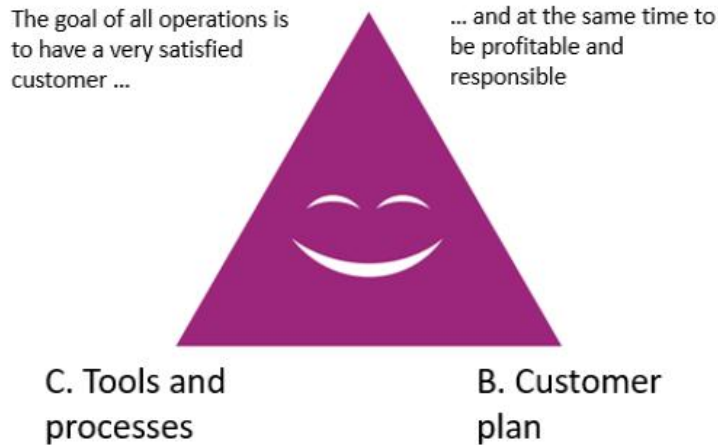 The goal of all operations is
to have a very satisfied
customer ...
... and at the same time to
be profitable and
responsible
C. Tools and
processes
B. Customer
plan